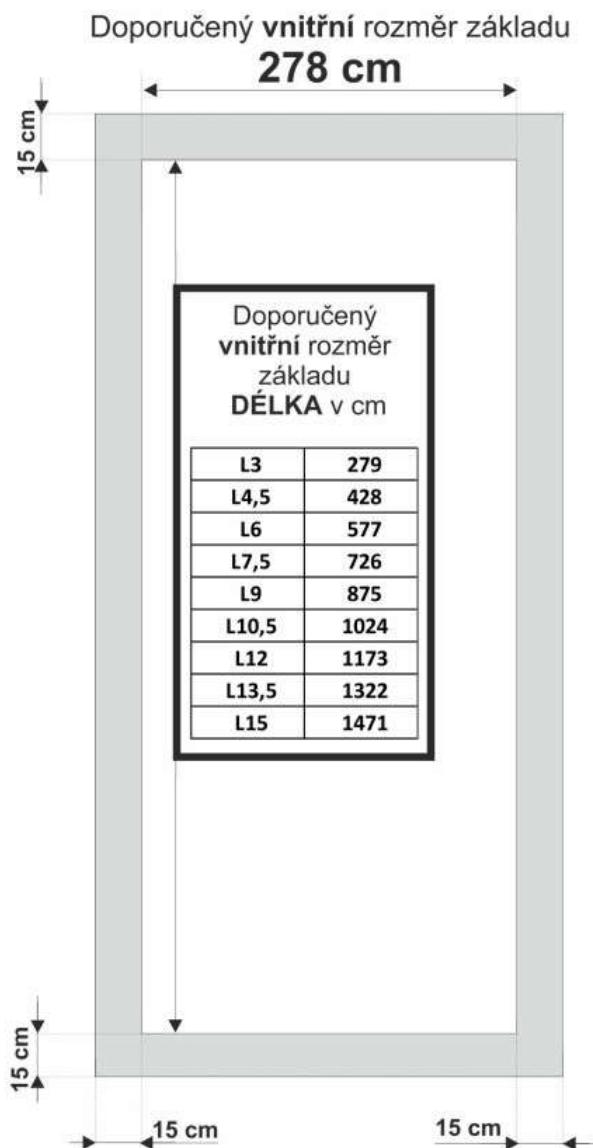 Doporučený vnitřní rozměr základu
278 cm
15 cm
Doporučený
vnitřní rozměr
základu
DÉLKA v cm
L3 279
L4,5 428
L6 577
L7,5 726
L9 875
L10,5 1024
L12 1173
L13,5 1322
L15 1471
15 cm
15 cm 15 cm